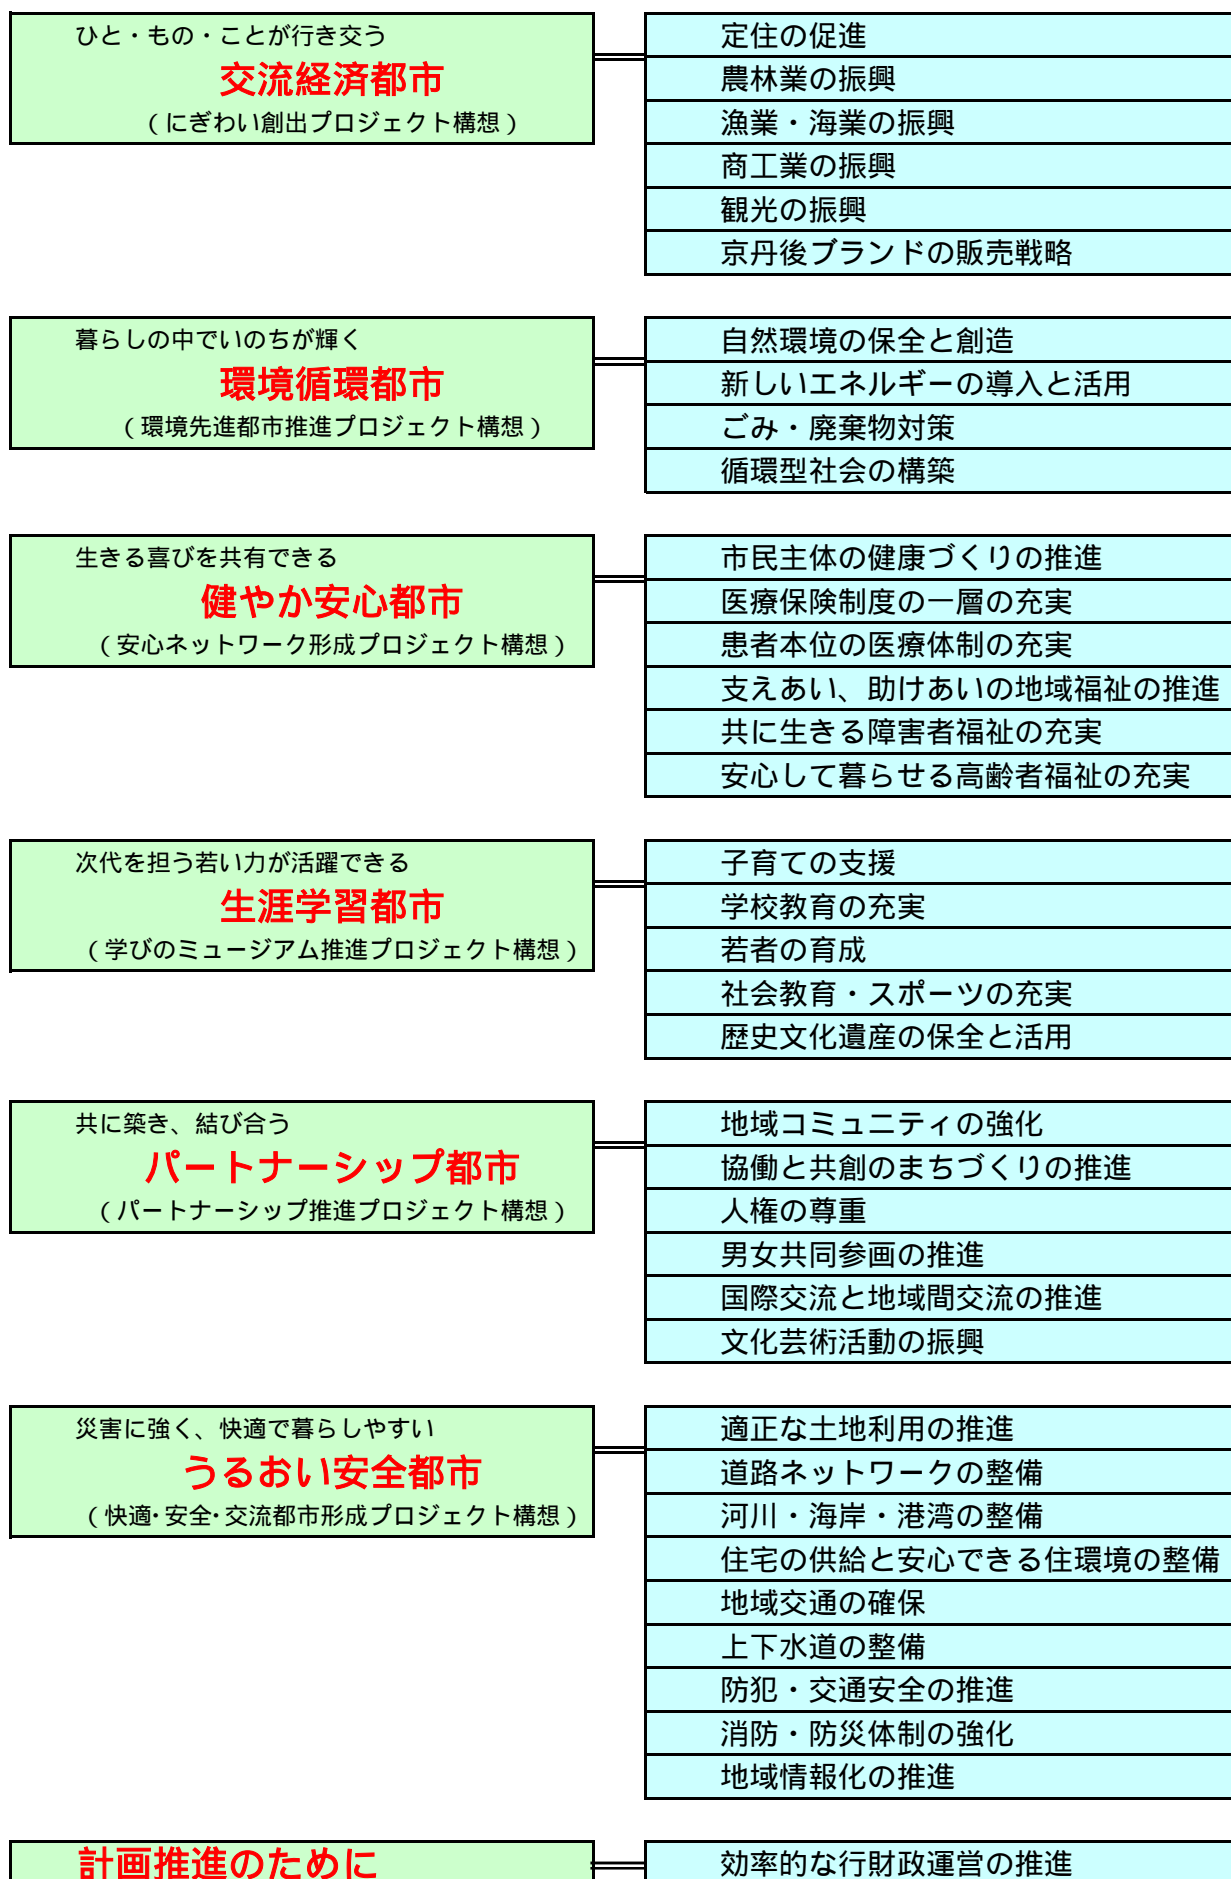 ひと・もの・ことが行き交う
交流経済都市
(にぎわい創出プロジェクト構想)
定住の促進
農林業の振興
漁業・海業の振興
商工業の振興
観光の振興
京丹後ブランドの販売戦略
暮らしの中でいのちが輝く
環境循環都市
(環境先進都市推進プロジェクト構想)
自然環境の保全と創造
新しいエネルギーの導入と活用
ごみ・廃棄物対策
循環型社会の構築
生きる喜びを共有できる
健やか安心都市
(安心ネットワーク形成プロジェクト構想)
市民主体の健康づくりの推進
医療保険制度の一層の充実
患者本位の医療体制の充実
支えあい、助けあいの地域福祉の推進
共に生きる障害者福祉の充実
安心して暮らせる高齢者福祉の充実
次代を担う若い力が活躍できる
生涯学習都市
(学びのミュージアム推進プロジェクト構想)
子育ての支援
学校教育の充実
若者の育成
社会教育・スポーツの充実
歴史文化遺産の保全と活用
共に築き、結び合う
パートナーシップ都市
(パートナーシップ推進プロジェクト構想)
地域コミュニティの強化
協働と共創のまちづくりの推進
人権の尊重
男女共同参画の推進
国際交流と地域間交流の推進
文化芸術活動の振興
災害に強く、快適で暮らしやすい
うるおい安全都市
(快適・安全・交流都市形成プロジェクト構想)
適正な土地利用の推進
道路ネットワークの整備
河川・海岸・港湾の整備
住宅の供給と安心できる住環境の整備
地域交通の確保
上下水道の整備
防犯・交通安全の推進
消防・防災体制の強化
地域情報化の推進
計画推進のために
効率的な行財政運営の推進